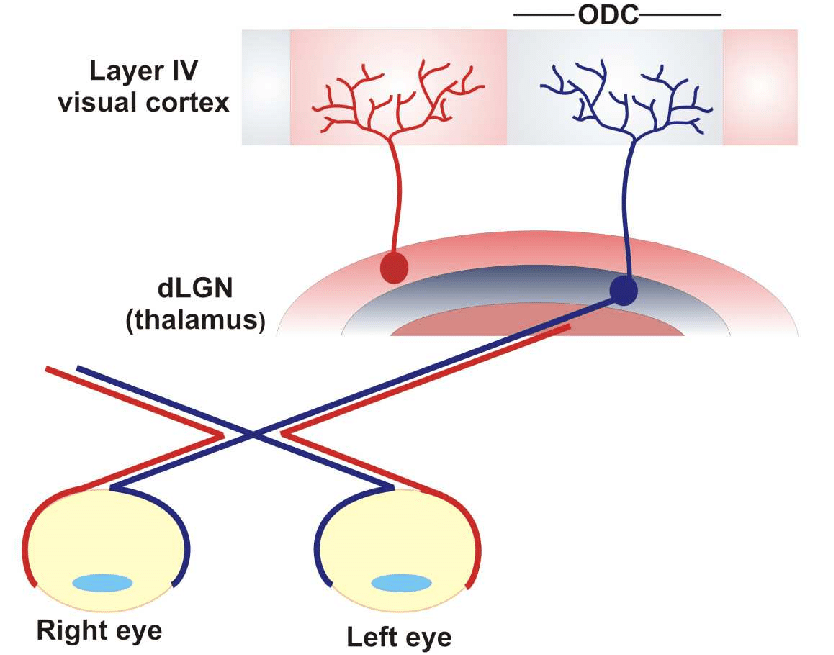 ODC
Layer IV
visual cortex
dLGN
(thalamus)
Right eye
Left eye